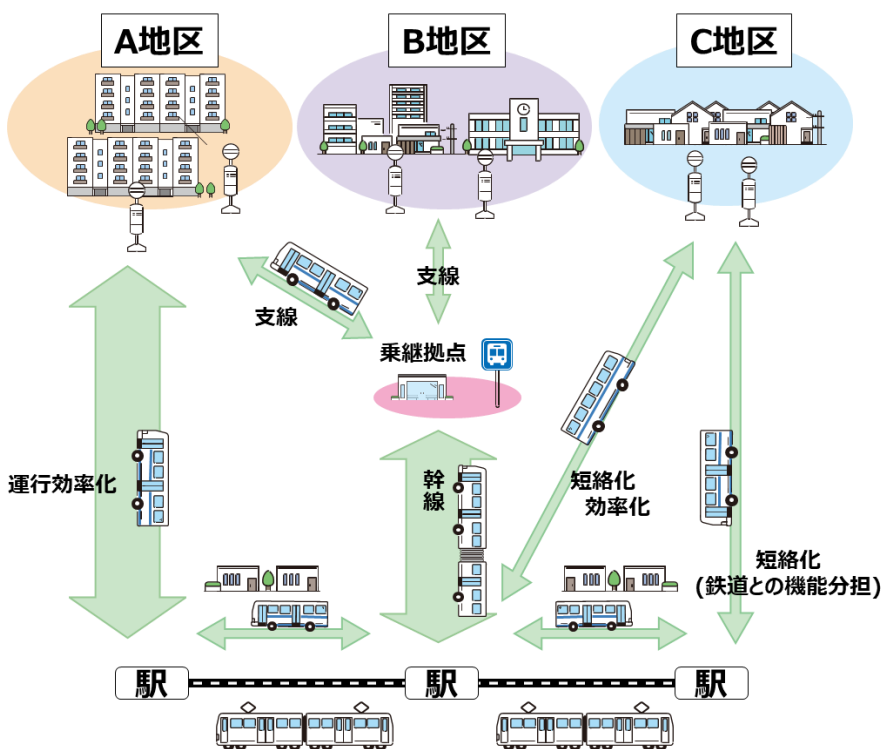 A地区
B地区
C地区
支線
支線
乗継拠点
運行効率化
幹線
短絡化
効率化
短絡化
(鉄道との機能分担)
駅
駅
駅